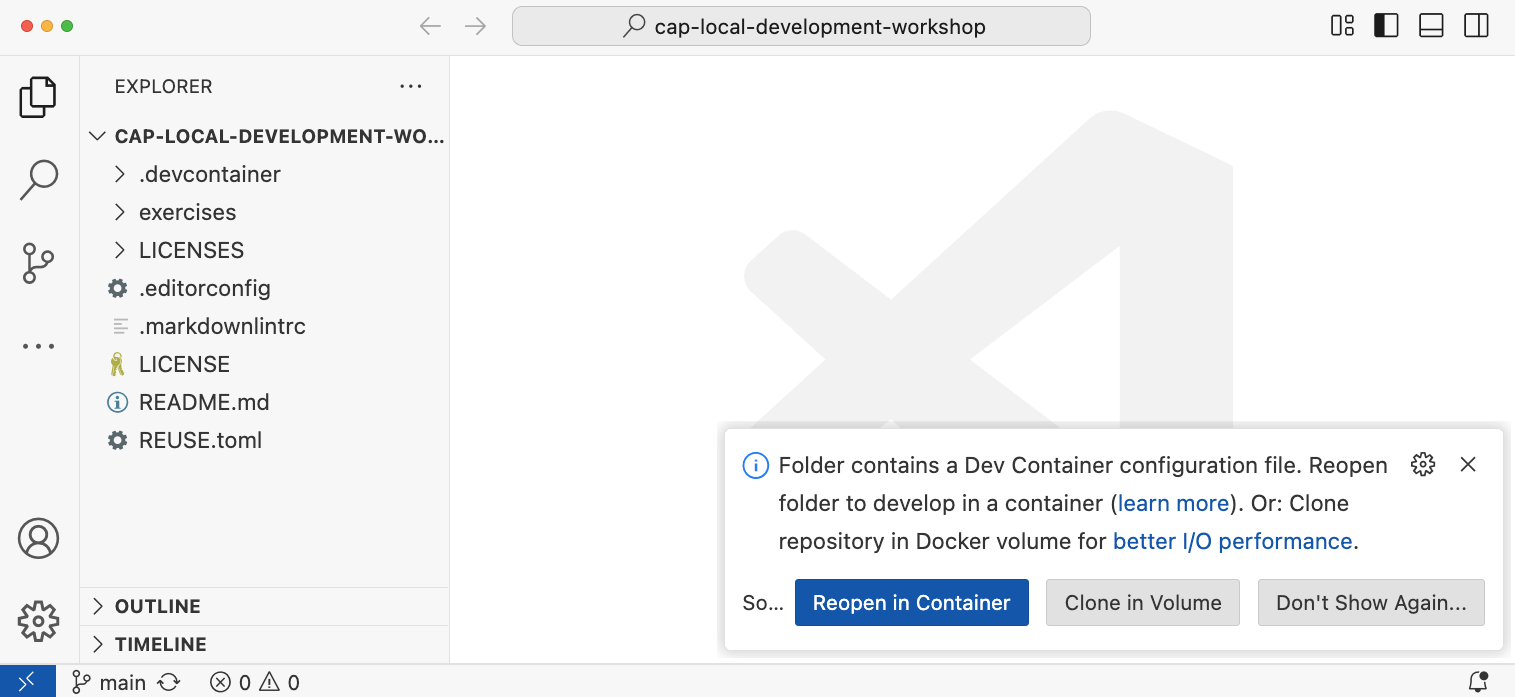 cap-local-development-workshop
EXPLORER
CAP-LOCAL-DEVELOPMENT-WO...
.devcontainer
exercises
LICENSES
.editorconfig
.markdownlintrc
LICENSE
README.md
REUSE.toml
OUTLINE
TIMELINE
Folder contains a Dev Container configuration file. Reopen
folder to develop in a container (learn more). Or: Clone
repository in Docker volume for better I/O performance.
So... Reopen in Container Clone in Volume Don't Show Again...
main 0 0